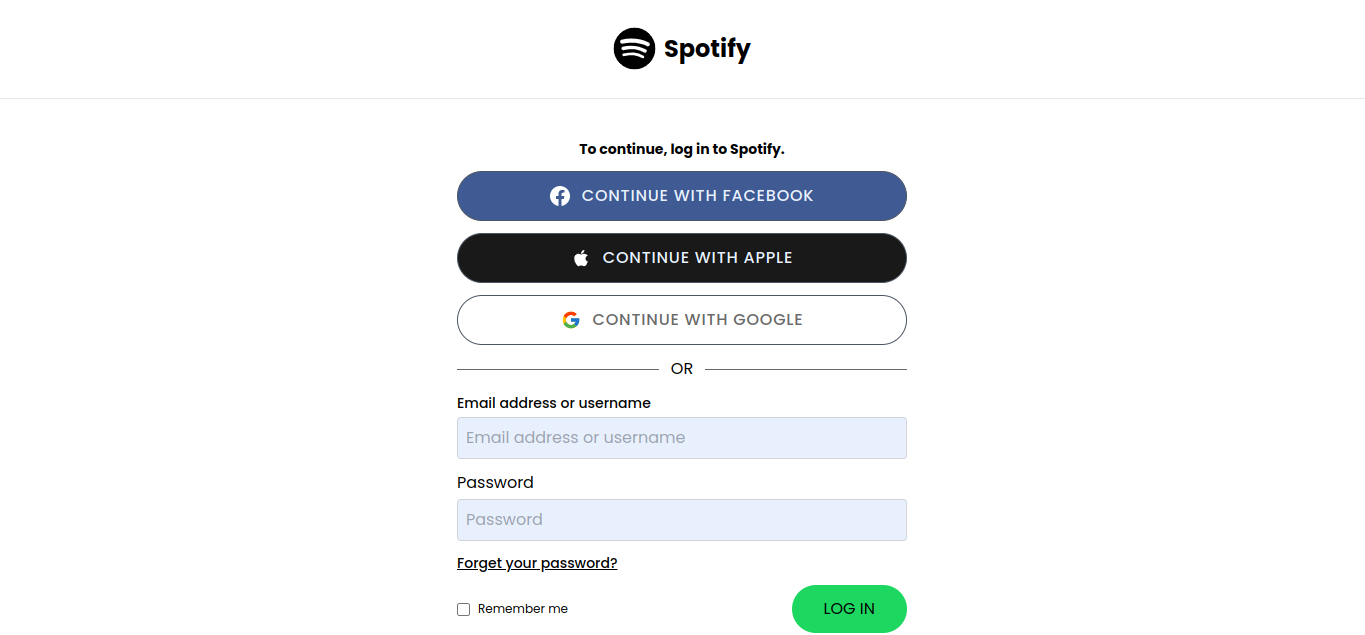 Spotify
To continue, log in to Spotify.
CONTINUE WITH FACEBOOK
CONTINUE WITH APPLE
CONTINUE WITH GOOGLE
OR
Email address or username
Email address or username
Password
Password
Forget your password?
Remember me
LOG IN